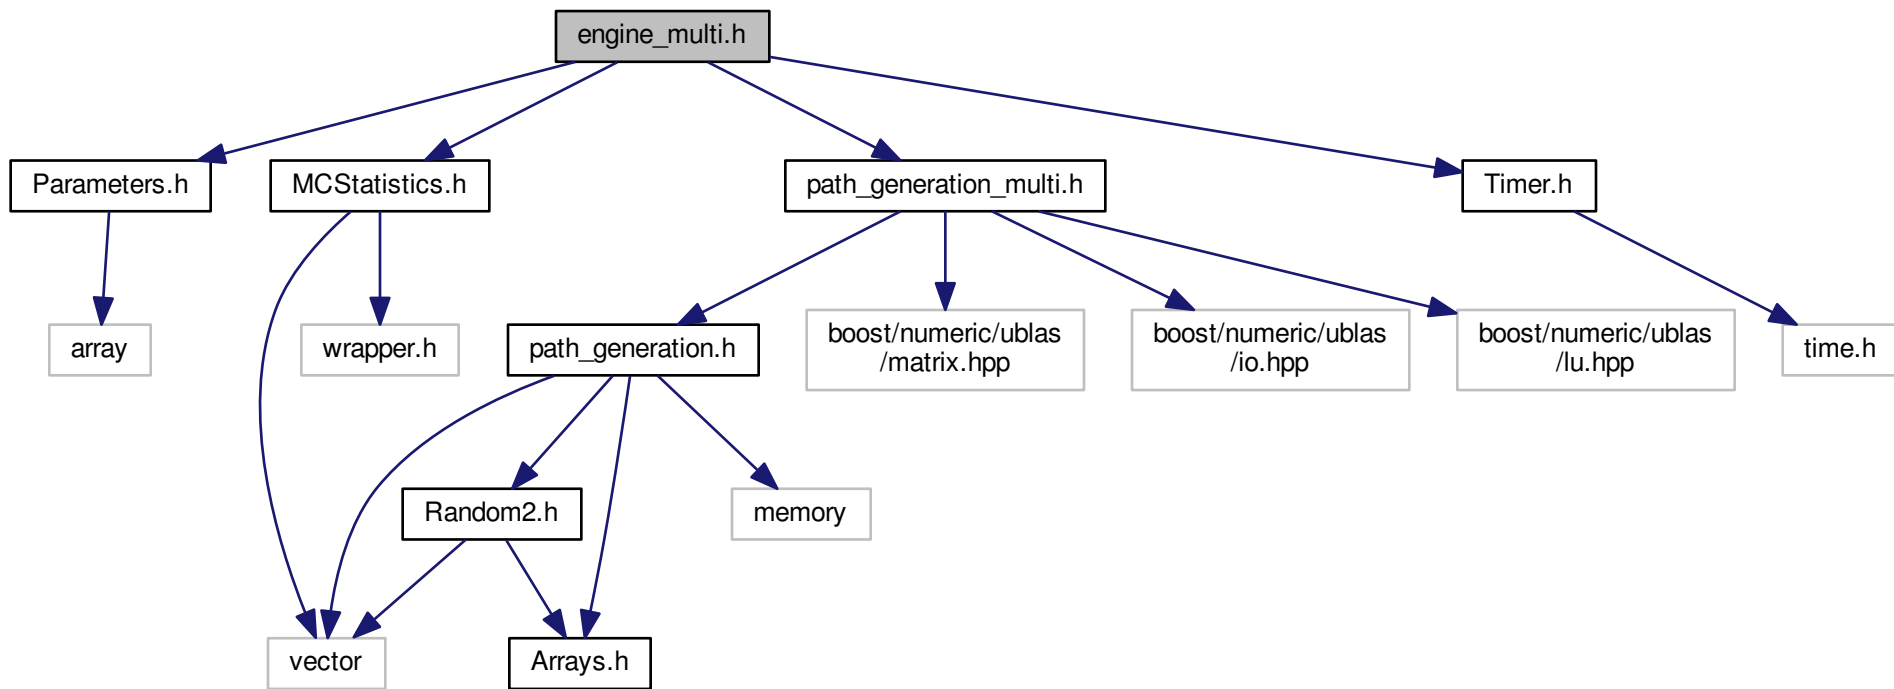 engine_multi.h
Parameters.h
MCStatistics.h
path_generation_multi.h
Timer.h
array
wrapper.h
path_generation.h
boost/numeric/ublas
/matrix.hpp
boost/numeric/ublas
/io.hpp
boost/numeric/ublas
/lu.hpp
time.h
Random2.h
memory
vector
Arrays.h